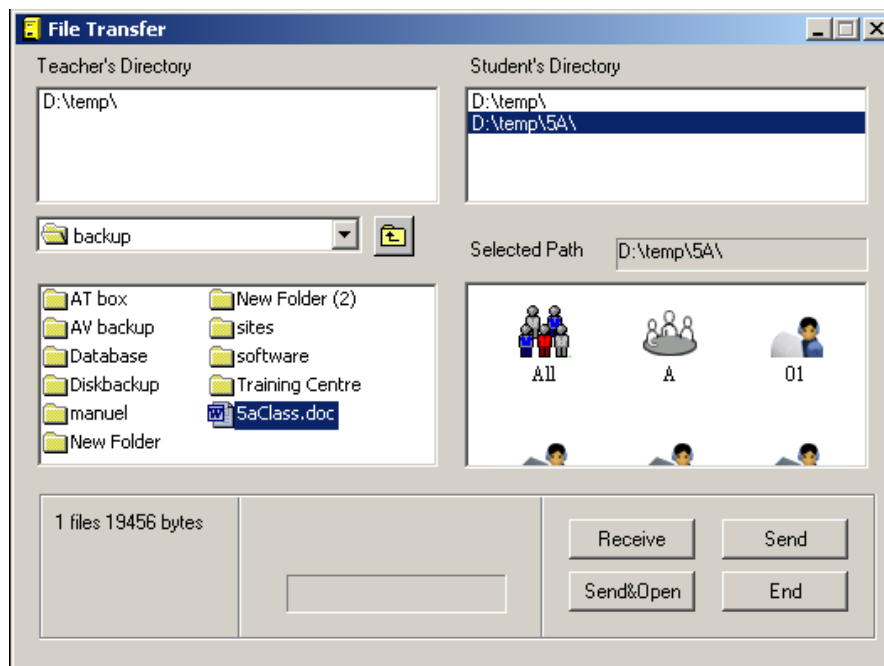 File Transfer
Teacher's Directory
D:\temp\
backup
AT box
AV backup
Database
Diskbackup
manuel
New Folder
New Folder (2)
sites
software
Training Centre
5aClass.doc
Student's Directory
D:\temp\
D:\temp\5A\
Selected Path D:\temp\5A\
All A 01
1 files 19456 bytes
Receive Send
Send&Open End